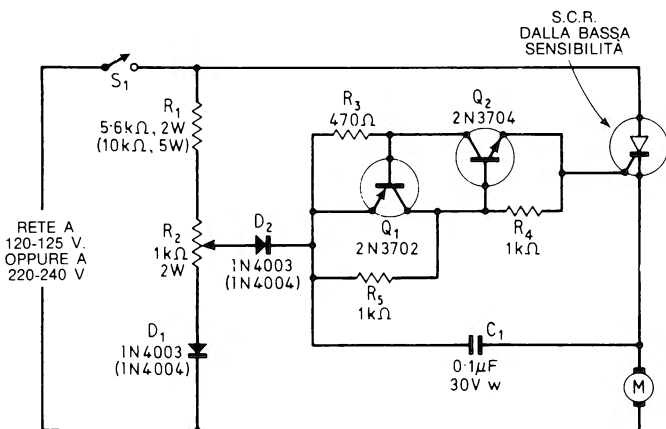 S.C.R.
DALLA BASSA
SENSIBILITÀ
S1
R1
5·6kΩ, 2W
(10kΩ, 5W)
R3
470Ω
Q2
2N3704
RETE A
120-125 V.
OPPURE A
220-240 V
R2
1kΩ
2W
D2
1N4003
(1N4004)
Q1
2N3702
R4
1kΩ
R5
1kΩ
D1
1N4003
(1N4004)
C1
0·1µF
30V w
M